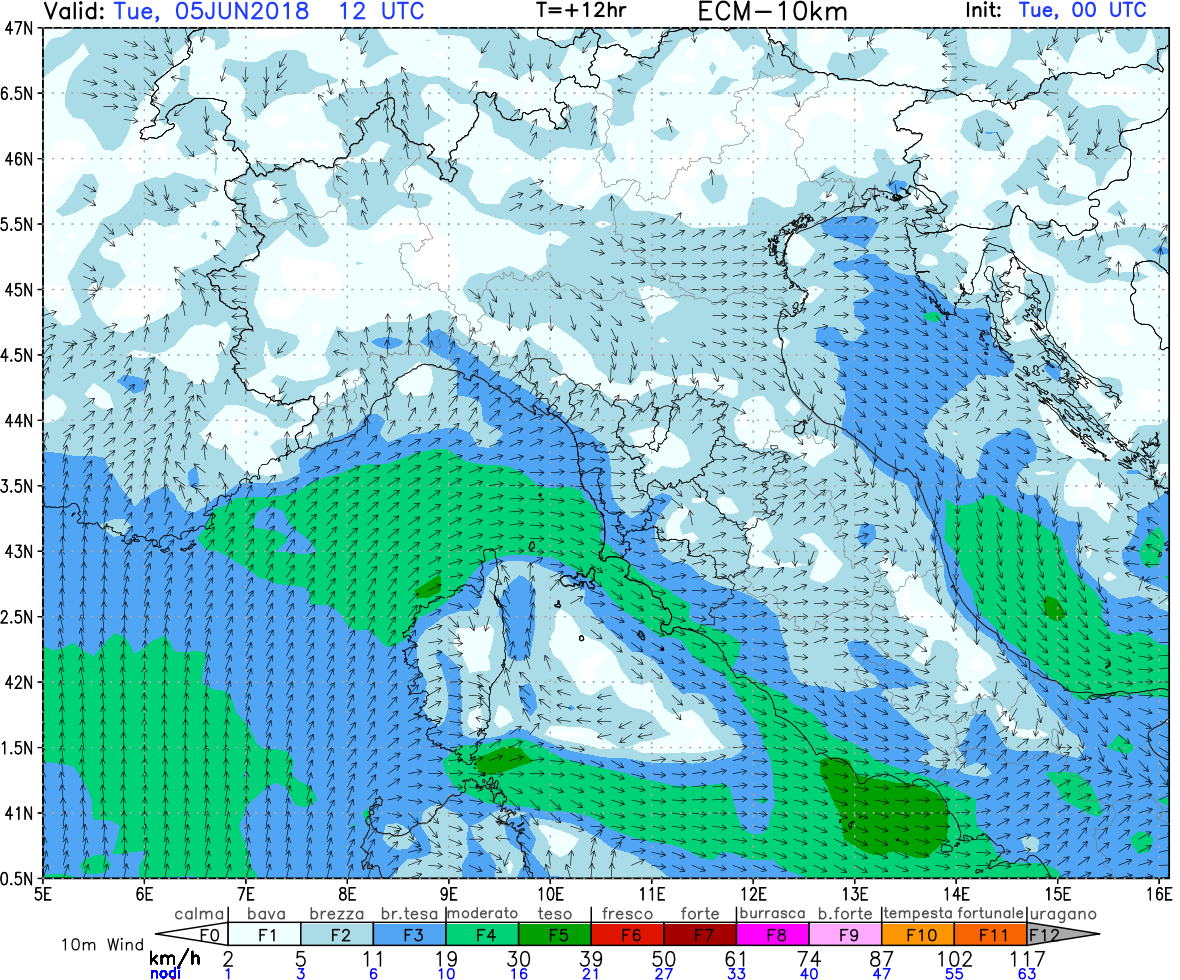 Valid: Tue, 05JUN2018 12 UTC T=+12hr ECM-10km Init: Tue, 00 UTC
47N
6.5N
46N
5.5N
45N
4.5N
44N
3.5N
43N
2.5N
42N
1.5N
41N
0.5N
5E 6E 7E 8E 9E 10E 11E 12E 13E 14E 15E 16E
calma bava brezza br.tesa moderato teso fresco forte burrasca b.forte tempesta fortunale uragano
10m Wind F0 F1 F2 F3 F4 F5 F6 F7 F8 F9 F10 F11 F12
km/h 2 5 11 19 30 39 50 61 74 87 102 117
nodi 1 3 6 10 16 21 27 33 40 47 55 63